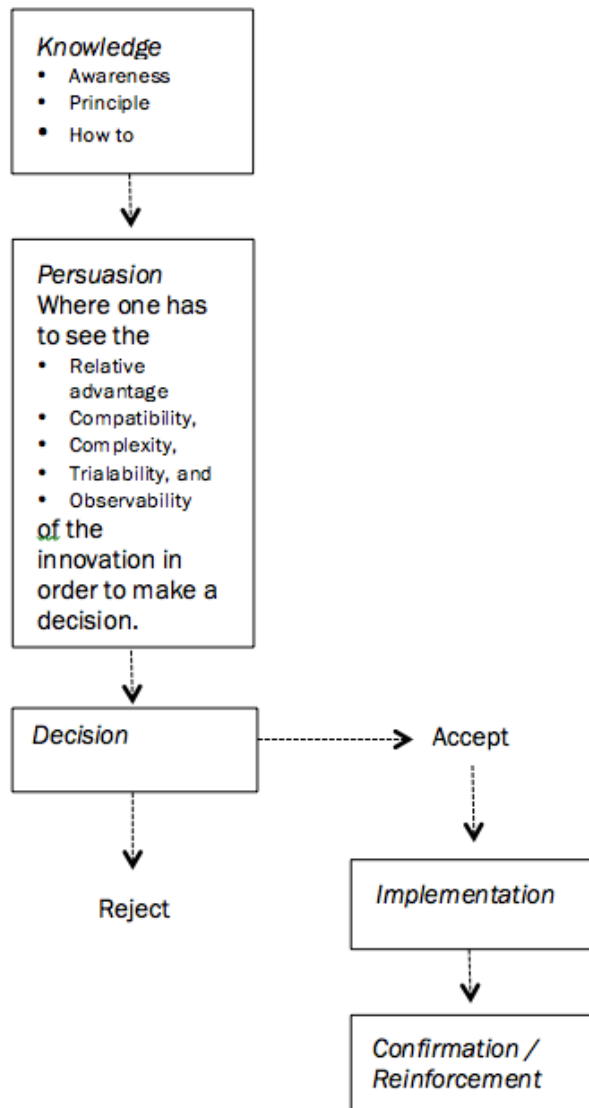 Knowledge
• Awareness
• Principle
• How to
Persuasion
Where one has
to see the
• Relative
advantage
• Compatibility,
• Complexity,
• Trialability, and
• Observability
of the
innovation in
order to make a
decision.
Decision
Accept
Reject
Implementation
Confirmation /
Reinforcement